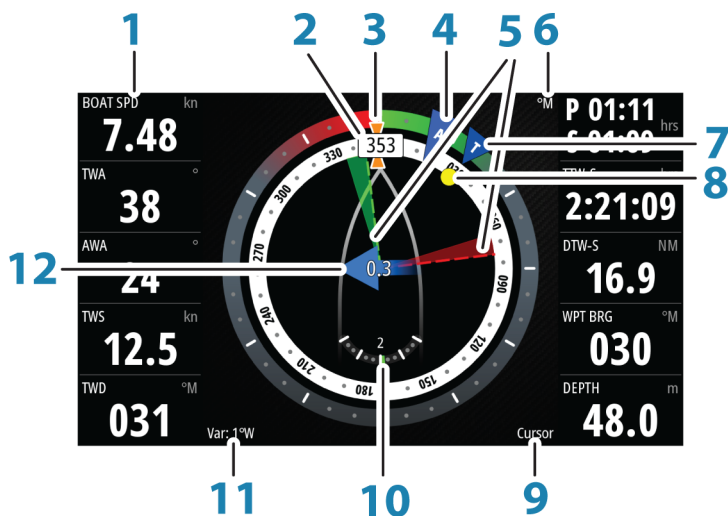 1 2 3 4 5 6
BOAT SPD kn
7.48
TWA °
38
AWA °
24
TWS kn
12.5
TWD °M
031
°M
P 01:11 hrs
S 01:09
2:21:09
DTW-S NM
16.9
WPT BRG °M
030
DEPTH m
48.0
7
8
12
353
A
T
330
300
270
240
210
180
150
120
060
0.3
2
Var: 1°W
Cursor
11 10 9